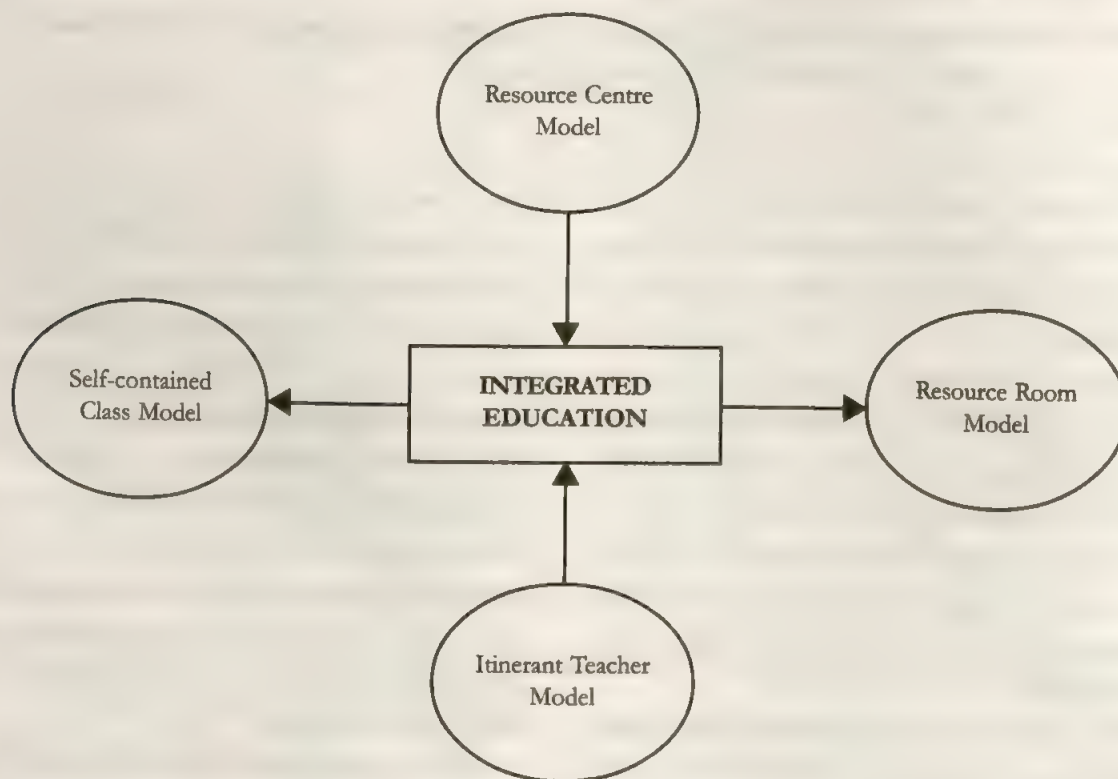 Resource Centre
Model
Self-contained
Class Model
INTEGRATED
EDUCATION
Resource Room
Model
Itinerant Teacher
Model